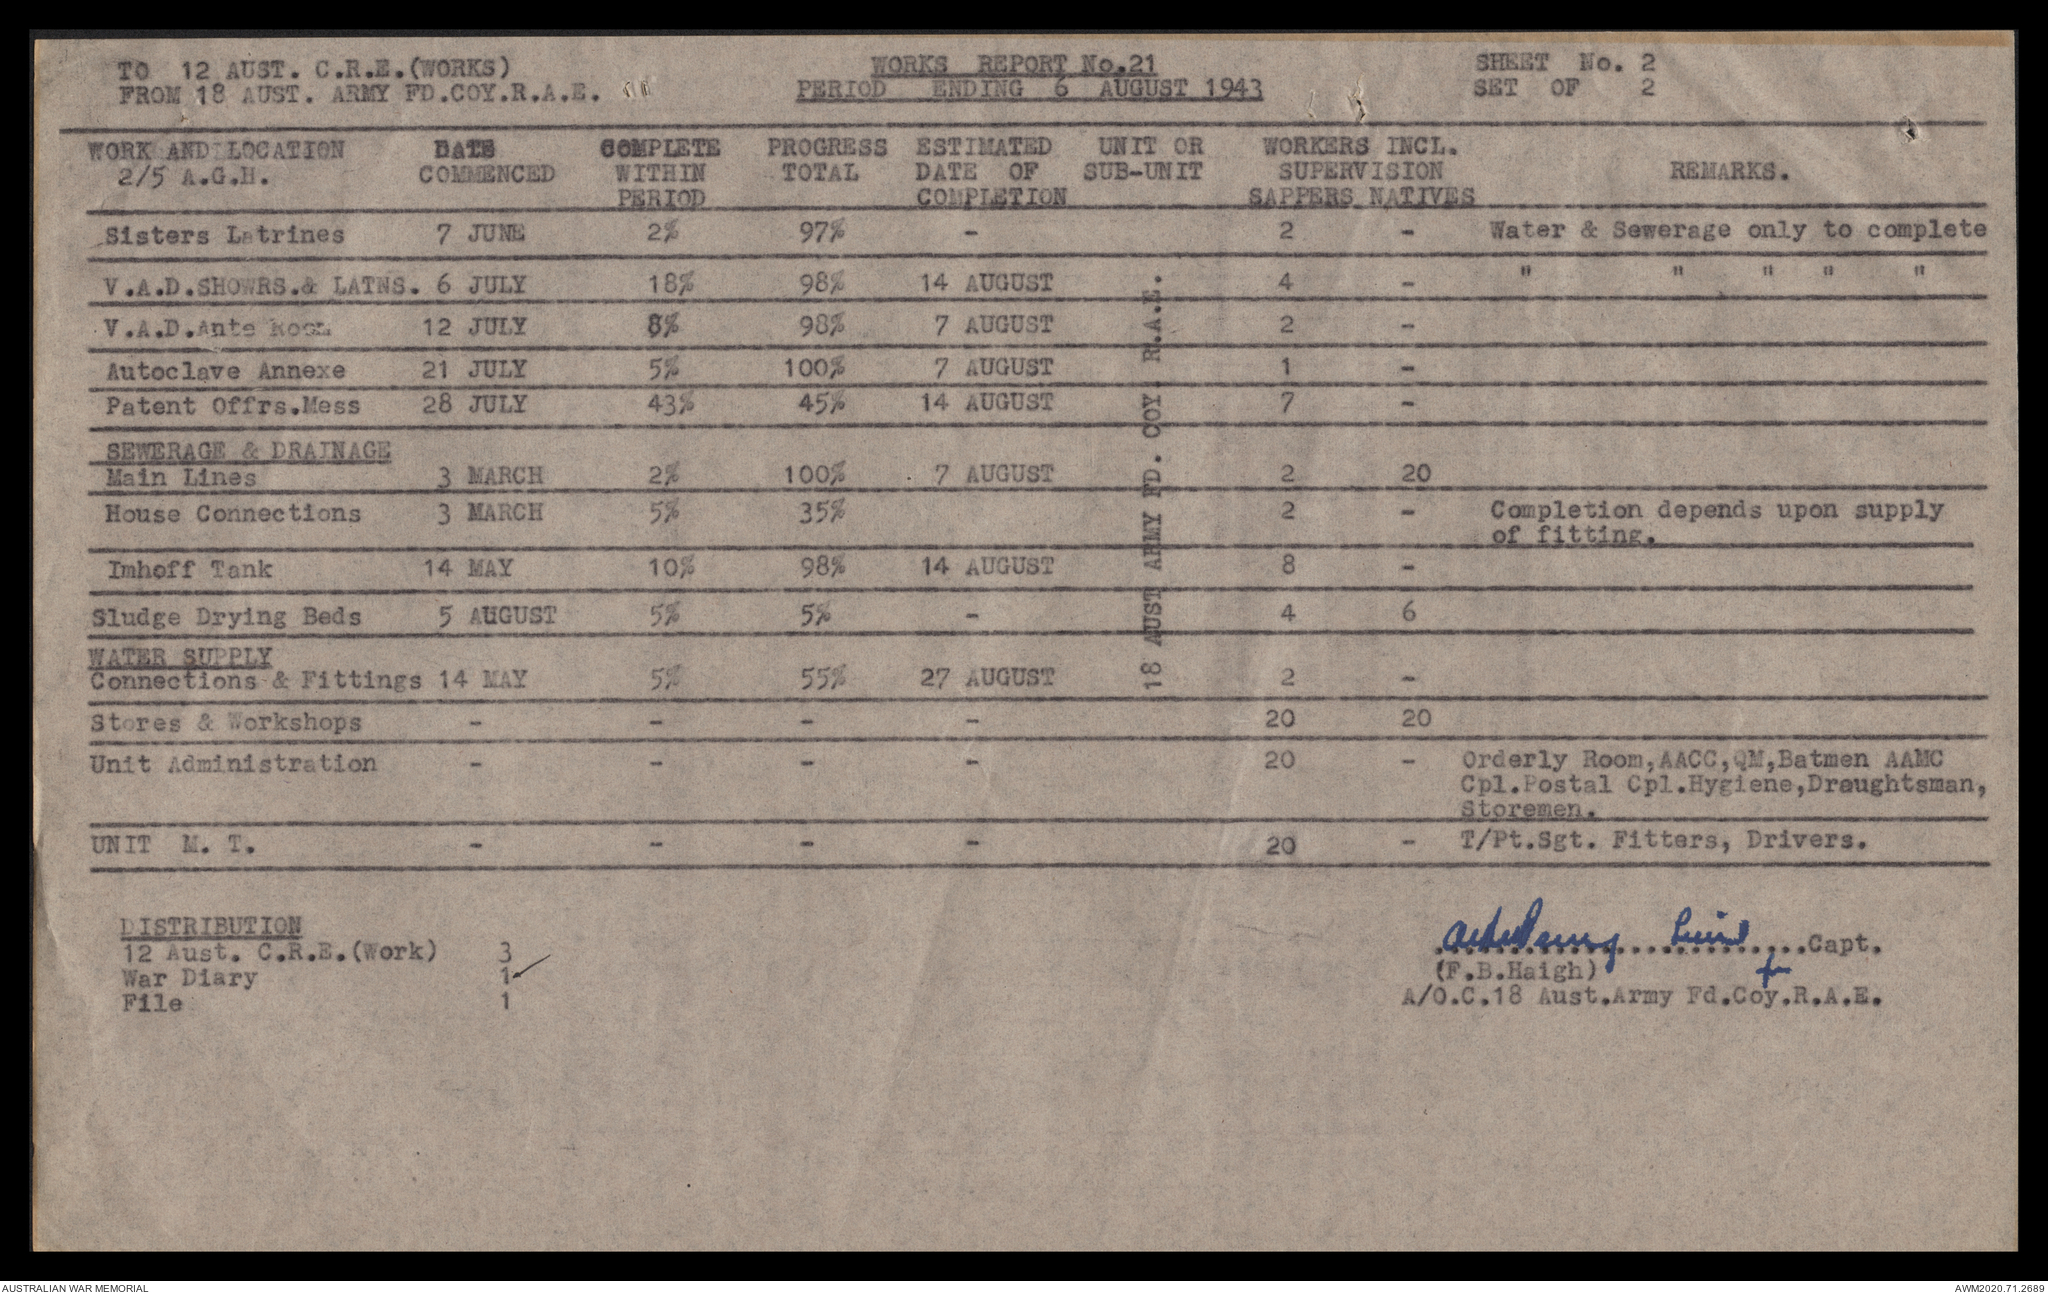 TO 12 AUST. C.R.E.(WORKS)
FROM 18 AUST. ARMY FD.COY.R.A.E.
WORKS REPORT No.21
PERIOD ENDING 6 AUGUST 1943
SHEET No. 2
SET OF 2
WORK AND LOCATION DATE COMPLETE PROGRESS ESTIMATED UNIT OR WORKERS INCL.
2/5 A.G.H. COMMENCED WITHIN TOTAL DATE OF SUB-UNIT SUPERVISION REMARKS.
PERIOD COMPLETION SAPPERS NATIVES
Sisters Latrines 7 JUNE 2% 97% - 2 - Water & Sewerage only to complete
V.A.D.SHOWRS.& LATNS. 6 JULY 18% 98% 14 AUGUST 4 - " " " " "
V.A.D.Ante Room 12 JULY 8% 98% 7 AUGUST 2 -
Autoclave Annexe 21 JULY 5% 100% 7 AUGUST 1 -
Patent Offrs.Mess 28 JULY 43% 45% 14 AUGUST 7 -
SEWERAGE & DRAINAGE
Main Lines 3 MARCH 2% 100% 7 AUGUST 2 20
House Connections 3 MARCH 5% 35% 2 - Completion depends upon supply
of fitting.
Imhoff Tank 14 MAY 10% 98% 14 AUGUST 8 -
Sludge Drying Beds 5 AUGUST 5% 5% - 4 6
WATER SUPPLY
Connections & Fittings 14 MAY 5% 55% 27 AUGUST 2 -
18 AUST ARMY FD. COY. R.A.E.
Stores & Workshops - - - - 20 20
Unit Administration - - - - 20 - Orderly Room,AACC,QM,Batmen AAMC
Cpl.Postal Cpl.Hygiene,Draughtsman,
Storemen.
UNIT M. T. - - - - 20 - T/Pt.Sgt. Fitters, Drivers.
DISTRIBUTION
12 Aust. C.R.E.(Work) 3
War Diary 1
File 1
Capt.
(F.B.Haigh) for
A/O.C.18 Aust.Army Fd.Coy.R.A.E.
AUSTRALIAN WAR MEMORIAL
AWM2020.71.2689